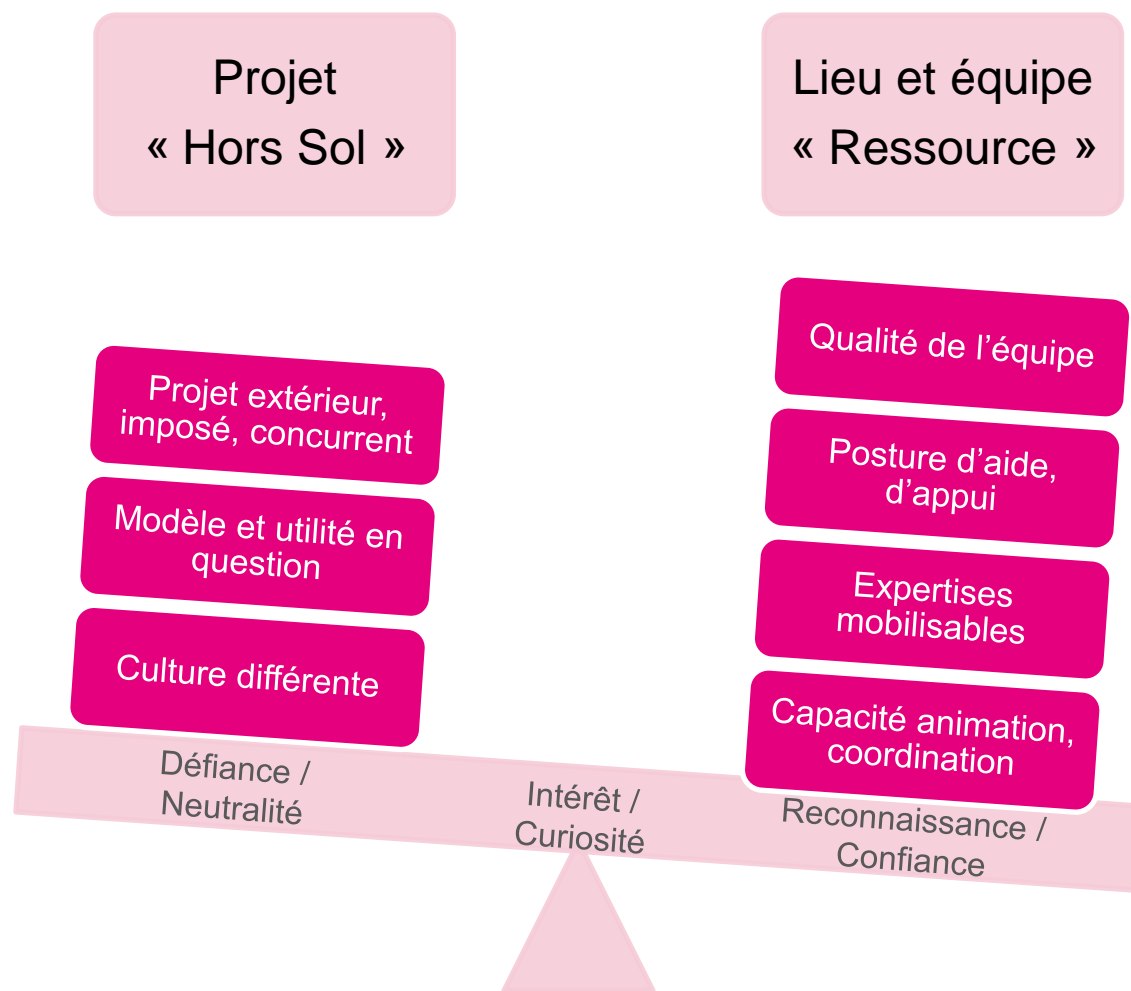 Projet
« Hors Sol »
Lieu et équipe
« Ressource »
Projet extérieur,
imposé, concurrent
Modèle et utilité en
question
Culture différente
Qualité de l’équipe
Posture d’aide,
d’appui
Expertises
mobilisables
Capacité animation,
coordination
Défiance /
Neutralité
Intérêt /
Curiosité
Reconnaissance /
Confiance